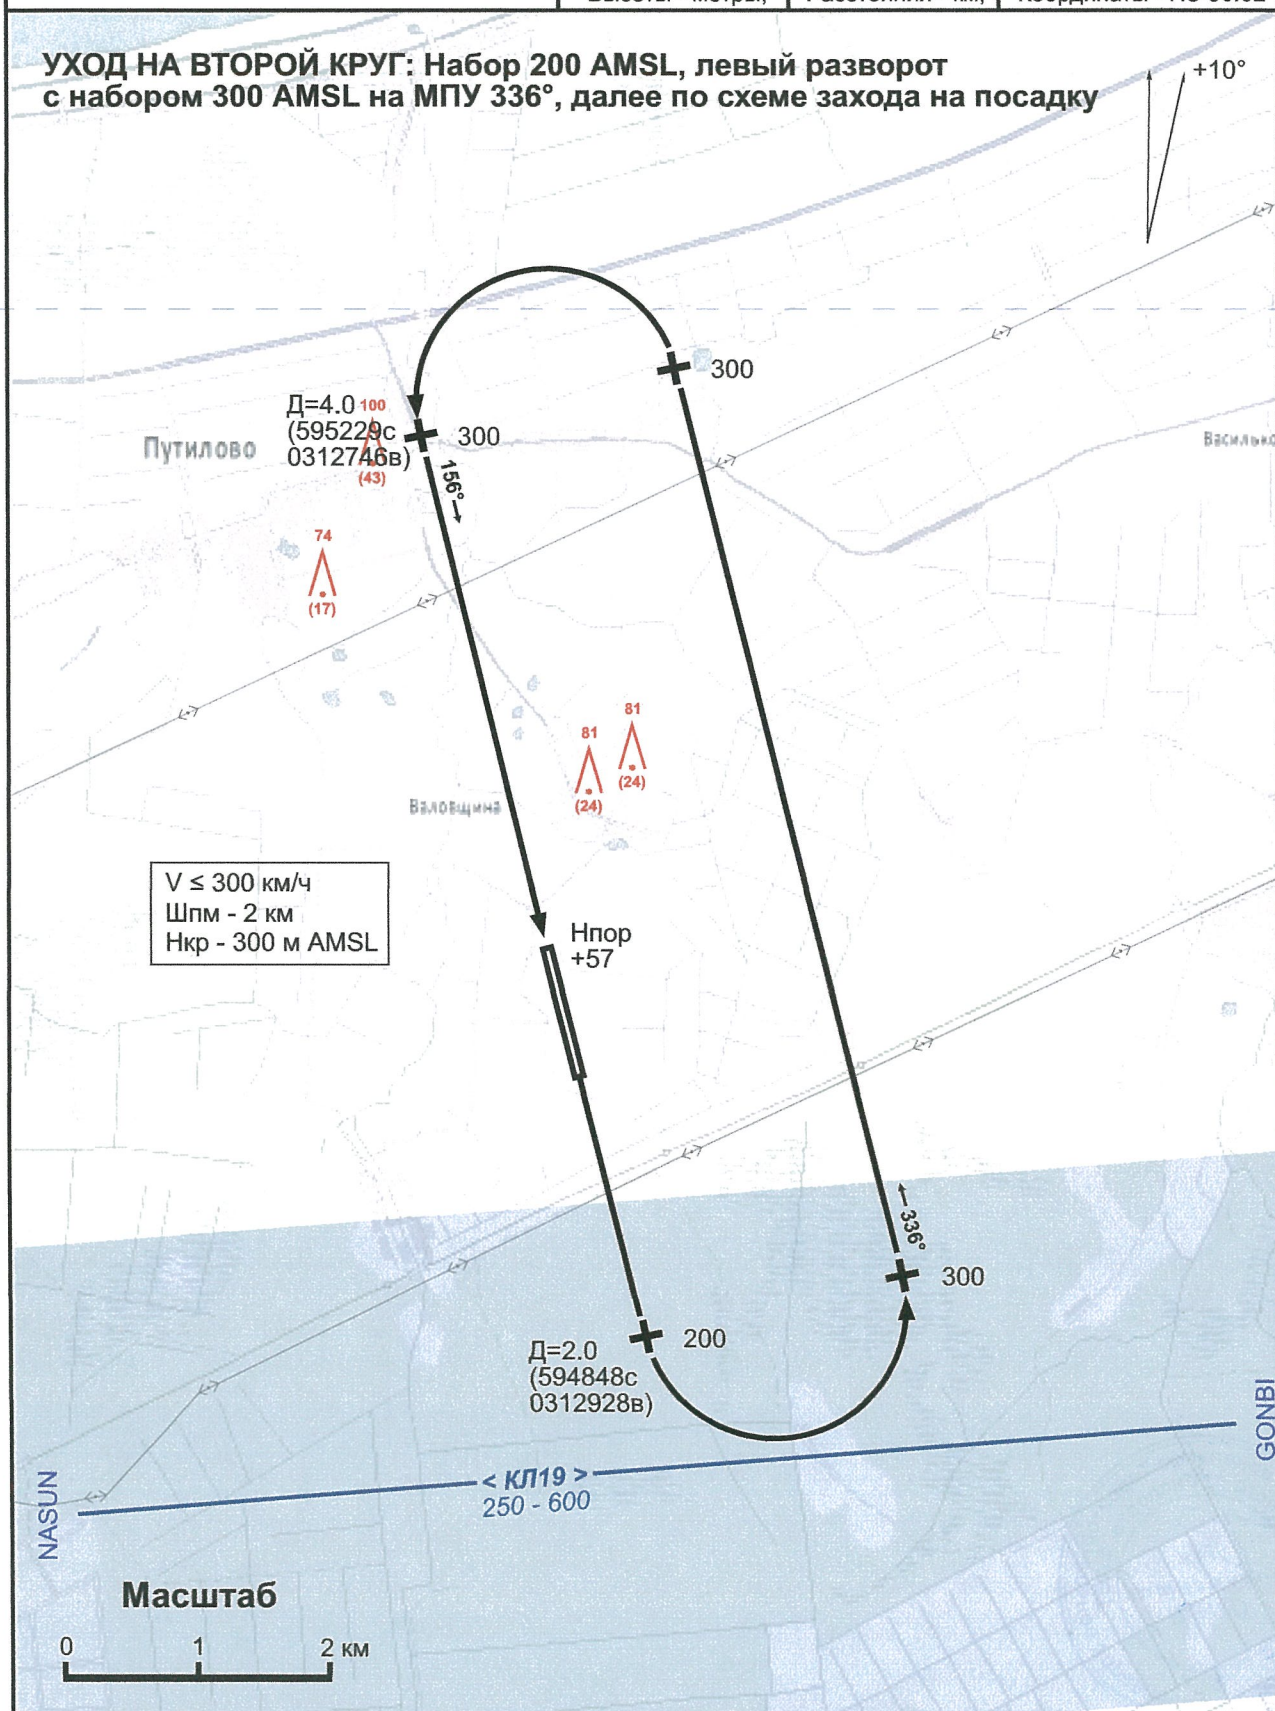 УХОД НА ВТОРОЙ КРУГ: Набор 200 AMSL, левый разворот
с набором 300 AMSL на МПУ 336°, далее по схеме захода на посадку
+10°
300
Д=4.0
(595229с
0312746в)
100
(43)
300
Путилово
156°→
74
(17)
81
(24)
81
(24)
Валовщина
V ≤ 300 км/ч
Шпм - 2 км
Нкр - 300 м AMSL
Нпор
+57
←336°
300
200
Д=2.0
(594848с
0312928в)
GONBI
< КЛ19 >
250 - 600
NASUN
Масштаб
0 1 2 км